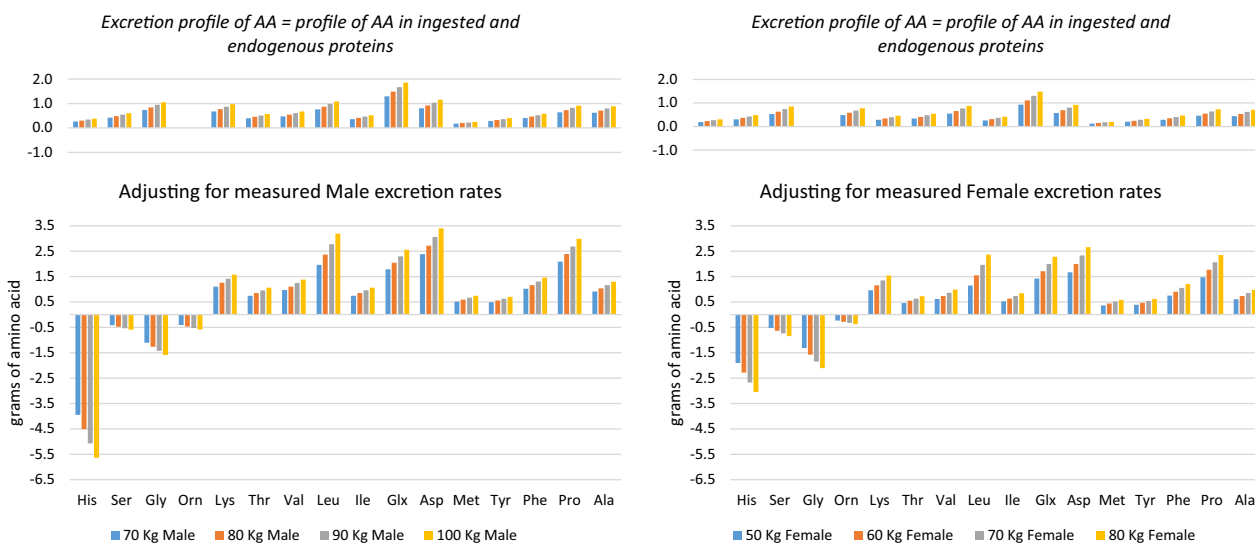 Excretion profile of AA = profile of AA in ingested and
endogenous proteins
2.0
1.0
0.0
-1.0
Adjusting for measured Male excretion rates
grams of amino acid
3.5
2.5
1.5
0.5
-0.5
-1.5
-2.5
-3.5
-4.5
-5.5
-6.5
His Ser Gly Orn Lys Thr Val Leu Ile Glx Asp Met Tyr Phe Pro Ala
70 Kg Male 80 Kg Male 90 Kg Male 100 Kg Male
Excretion profile of AA = profile of AA in ingested and
endogenous proteins
2.0
1.0
0.0
-1.0
Adjusting for measured Female excretion rates
grams of amino acid
3.5
2.5
1.5
0.5
-0.5
-1.5
-2.5
-3.5
-4.5
-5.5
-6.5
His Ser Gly Orn Lys Thr Val Leu Ile Glx Asp Met Tyr Phe Pro Ala
50 Kg Female 60 Kg Female 70 Kg Female 80 Kg Female